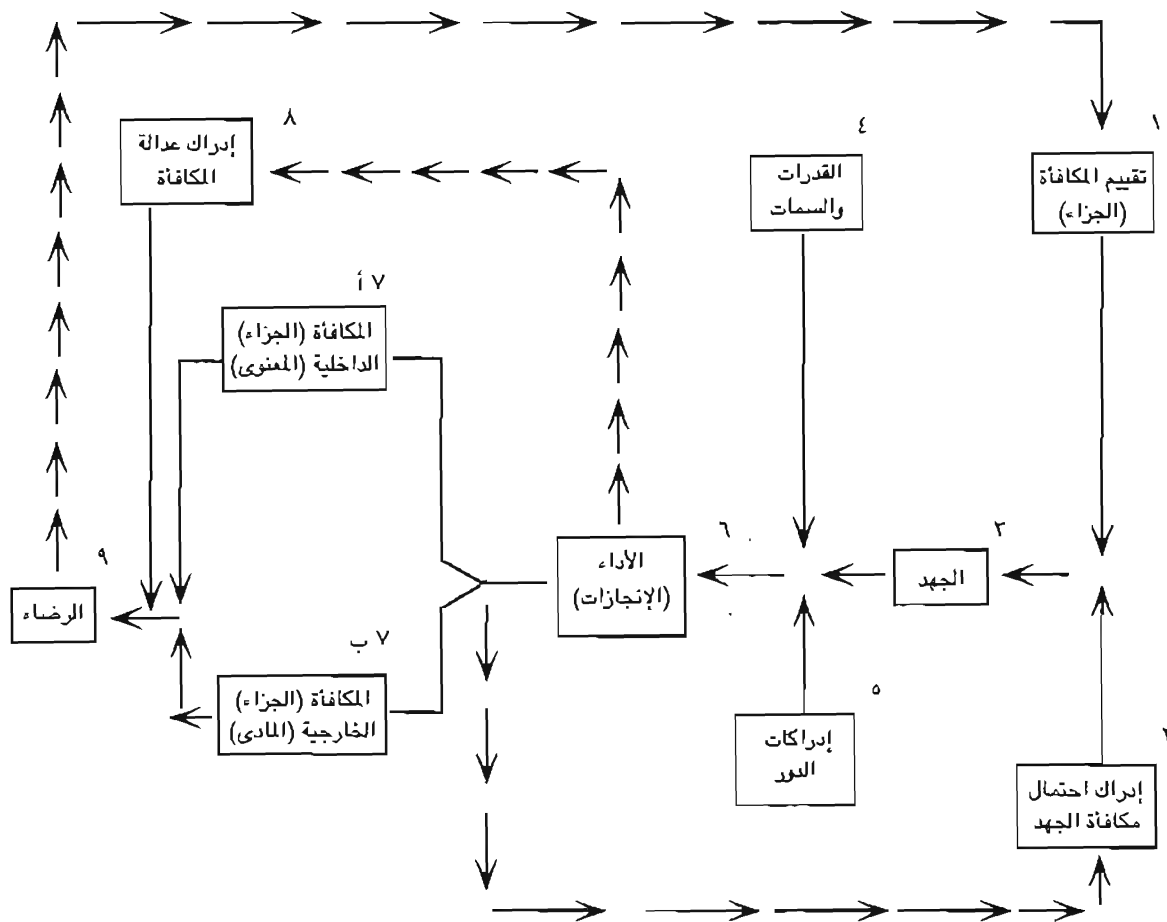 ١
تقييم المكافأة
(الجزاء)
٤
القدرات
والسمات
٨
إدراك عدالة
المكافأة
٧ أ
المكافأة (الجزاء)
الداخلية (المعنوى)
٣
الجهد
٦
الأداء
(الإنجازات)
٩
الرضاء
٧ ب
المكافأة (الجزاء)
الخارجية (المادى)
٥
إدراكات
الدور
إدراك احتمال
مكافأة الجهد